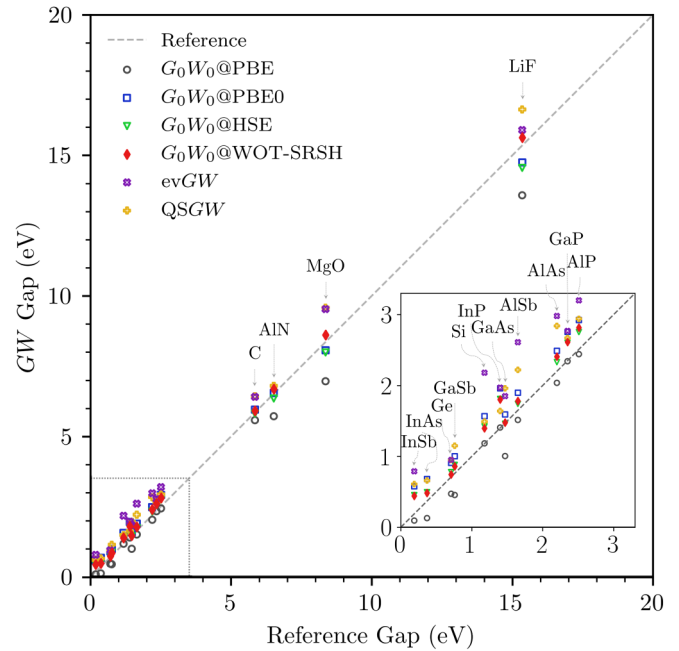 20
15
10
5
0
GW Gap (eV)
Reference
G0W0@PBE
G0W0@PBE0
G0W0@HSE
G0W0@WOT-SRSH
evGW
QSGW
LiF
MgO
AlN
C
GaP
AlP
AlAs
AlSb
InP
Si
GaAs
GaSb
Ge
InAs
InSb
3
2
1
0
0 1 2 3
0 5 10 15 20
Reference Gap (eV)